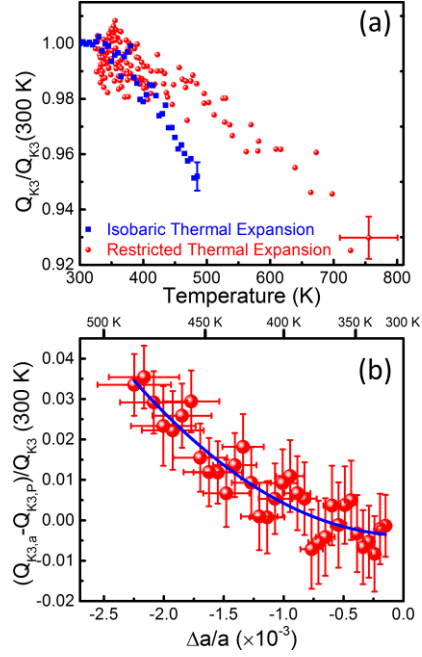 (a)
Q_K3/Q_K3(300 K)
1.00
0.98
0.96
0.94
0.92
Isobaric Thermal Expansion
Restricted Thermal Expansion
300 400 500 600 700 800
Temperature (K)
500 K 450 K 400 K 350 K 300 K
(b)
(Q_K3,a-Q_K3,P)/Q_K3 (300 K)
0.04
0.03
0.02
0.01
0.00
-0.01
-0.02
-2.5 -2.0 -1.5 -1.0 -0.5 0.0
Δa/a (×10⁻³)